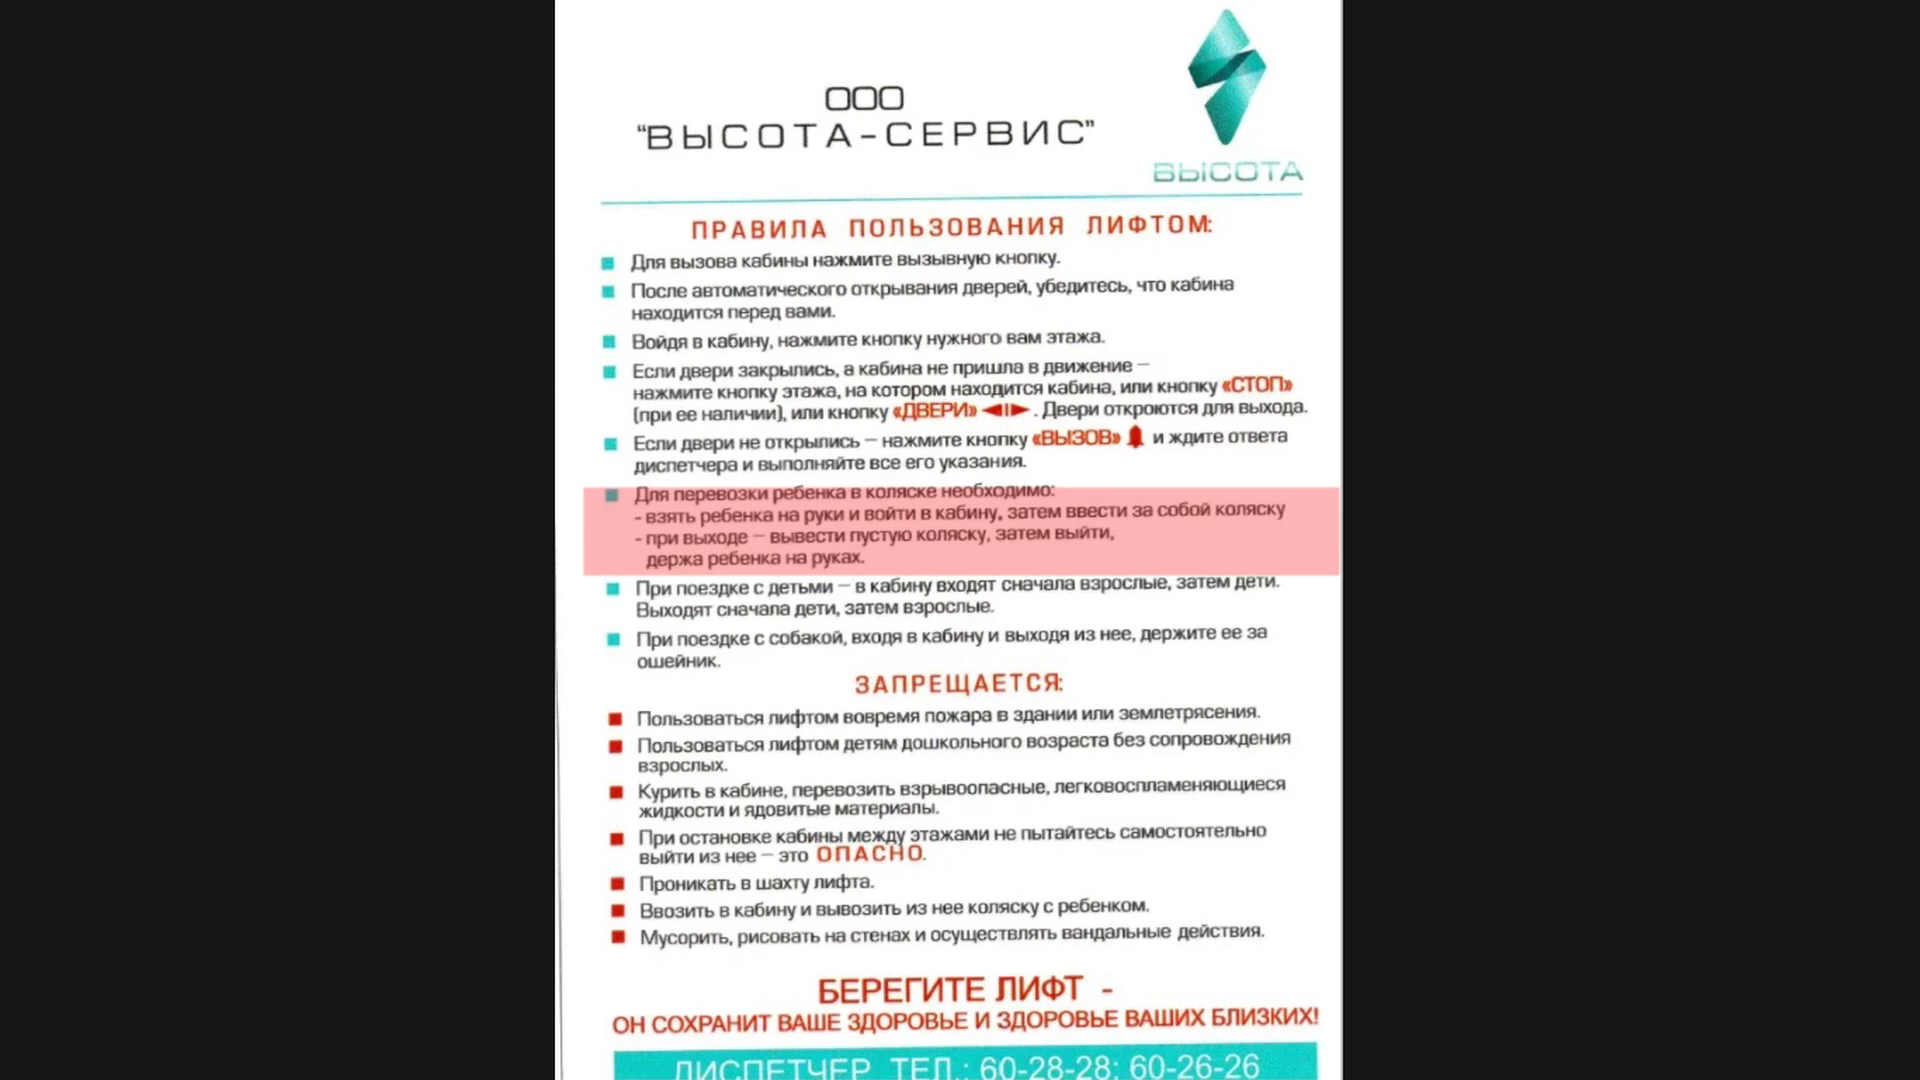 ООО
“ВЫСОТА-СЕРВИС”
ВЫСОТА
ПРАВИЛА ПОЛЬЗОВАНИЯ ЛИФТОМ:
Для вызова кабины нажмите вызывную кнопку.
После автоматического открывания дверей, убедитесь, что кабина
находится перед вами.
Войдя в кабину, нажмите кнопку нужного вам этажа.
Если двери закрылись, а кабина не пришла в движение –
нажмите кнопку этажа, на котором находится кабина, или кнопку «СТОП»
(при ее наличии), или кнопку «ДВЕРИ» ◄I►. Двери откроются для выхода.
Если двери не открылись – нажмите кнопку «ВЫЗОВ» и ждите ответа
диспетчера и выполняйте все его указания.
Для перевозки ребенка в коляске необходимо:
- взять ребенка на руки и войти в кабину, затем ввести за собой коляску
- при выходе – вывести пустую коляску, затем выйти,
держа ребенка на руках.
При поездке с детьми – в кабину входят сначала взрослые, затем дети.
Выходят сначала дети, затем взрослые.
При поездке с собакой, входя в кабину и выходя из нее, держите ее за
ошейник.
ЗАПРЕЩАЕТСЯ:
Пользоваться лифтом вовремя пожара в здании или землетрясения.
Пользоваться лифтом детям дошкольного возраста без сопровождения
взрослых.
Курить в кабине, перевозить взрывоопасные, легковоспламеняющиеся
жидкости и ядовитые материалы.
При остановке кабины между этажами не пытайтесь самостоятельно
выйти из нее – это ОПАСНО.
Проникать в шахту лифта.
Ввозить в кабину и вывозить из нее коляску с ребенком.
Мусорить, рисовать на стенах и осуществлять вандальные действия.
БЕРЕГИТЕ ЛИФТ -
ОН СОХРАНИТ ВАШЕ ЗДОРОВЬЕ И ЗДОРОВЬЕ ВАШИХ БЛИЗКИХ!
ДИСПЕТЧЕР ТЕЛ.: 60-28-28; 60-26-26